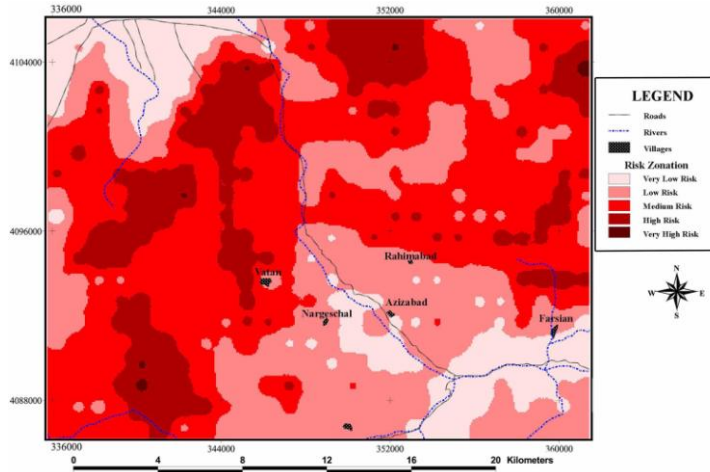 336000 344000 352000 360000
4104000
4096000
4088000
Vatan
Rahimabad
Nargeschal
Azizabad
Farsian
336000 344000 352000 360000
0 4 8 12 16 20 Kilometers
LEGEND
Roads
Rivers
Villages
Risk Zonation
Very Low Risk
Low Risk
Medium Risk
High Risk
Very High Risk
N
W E
S